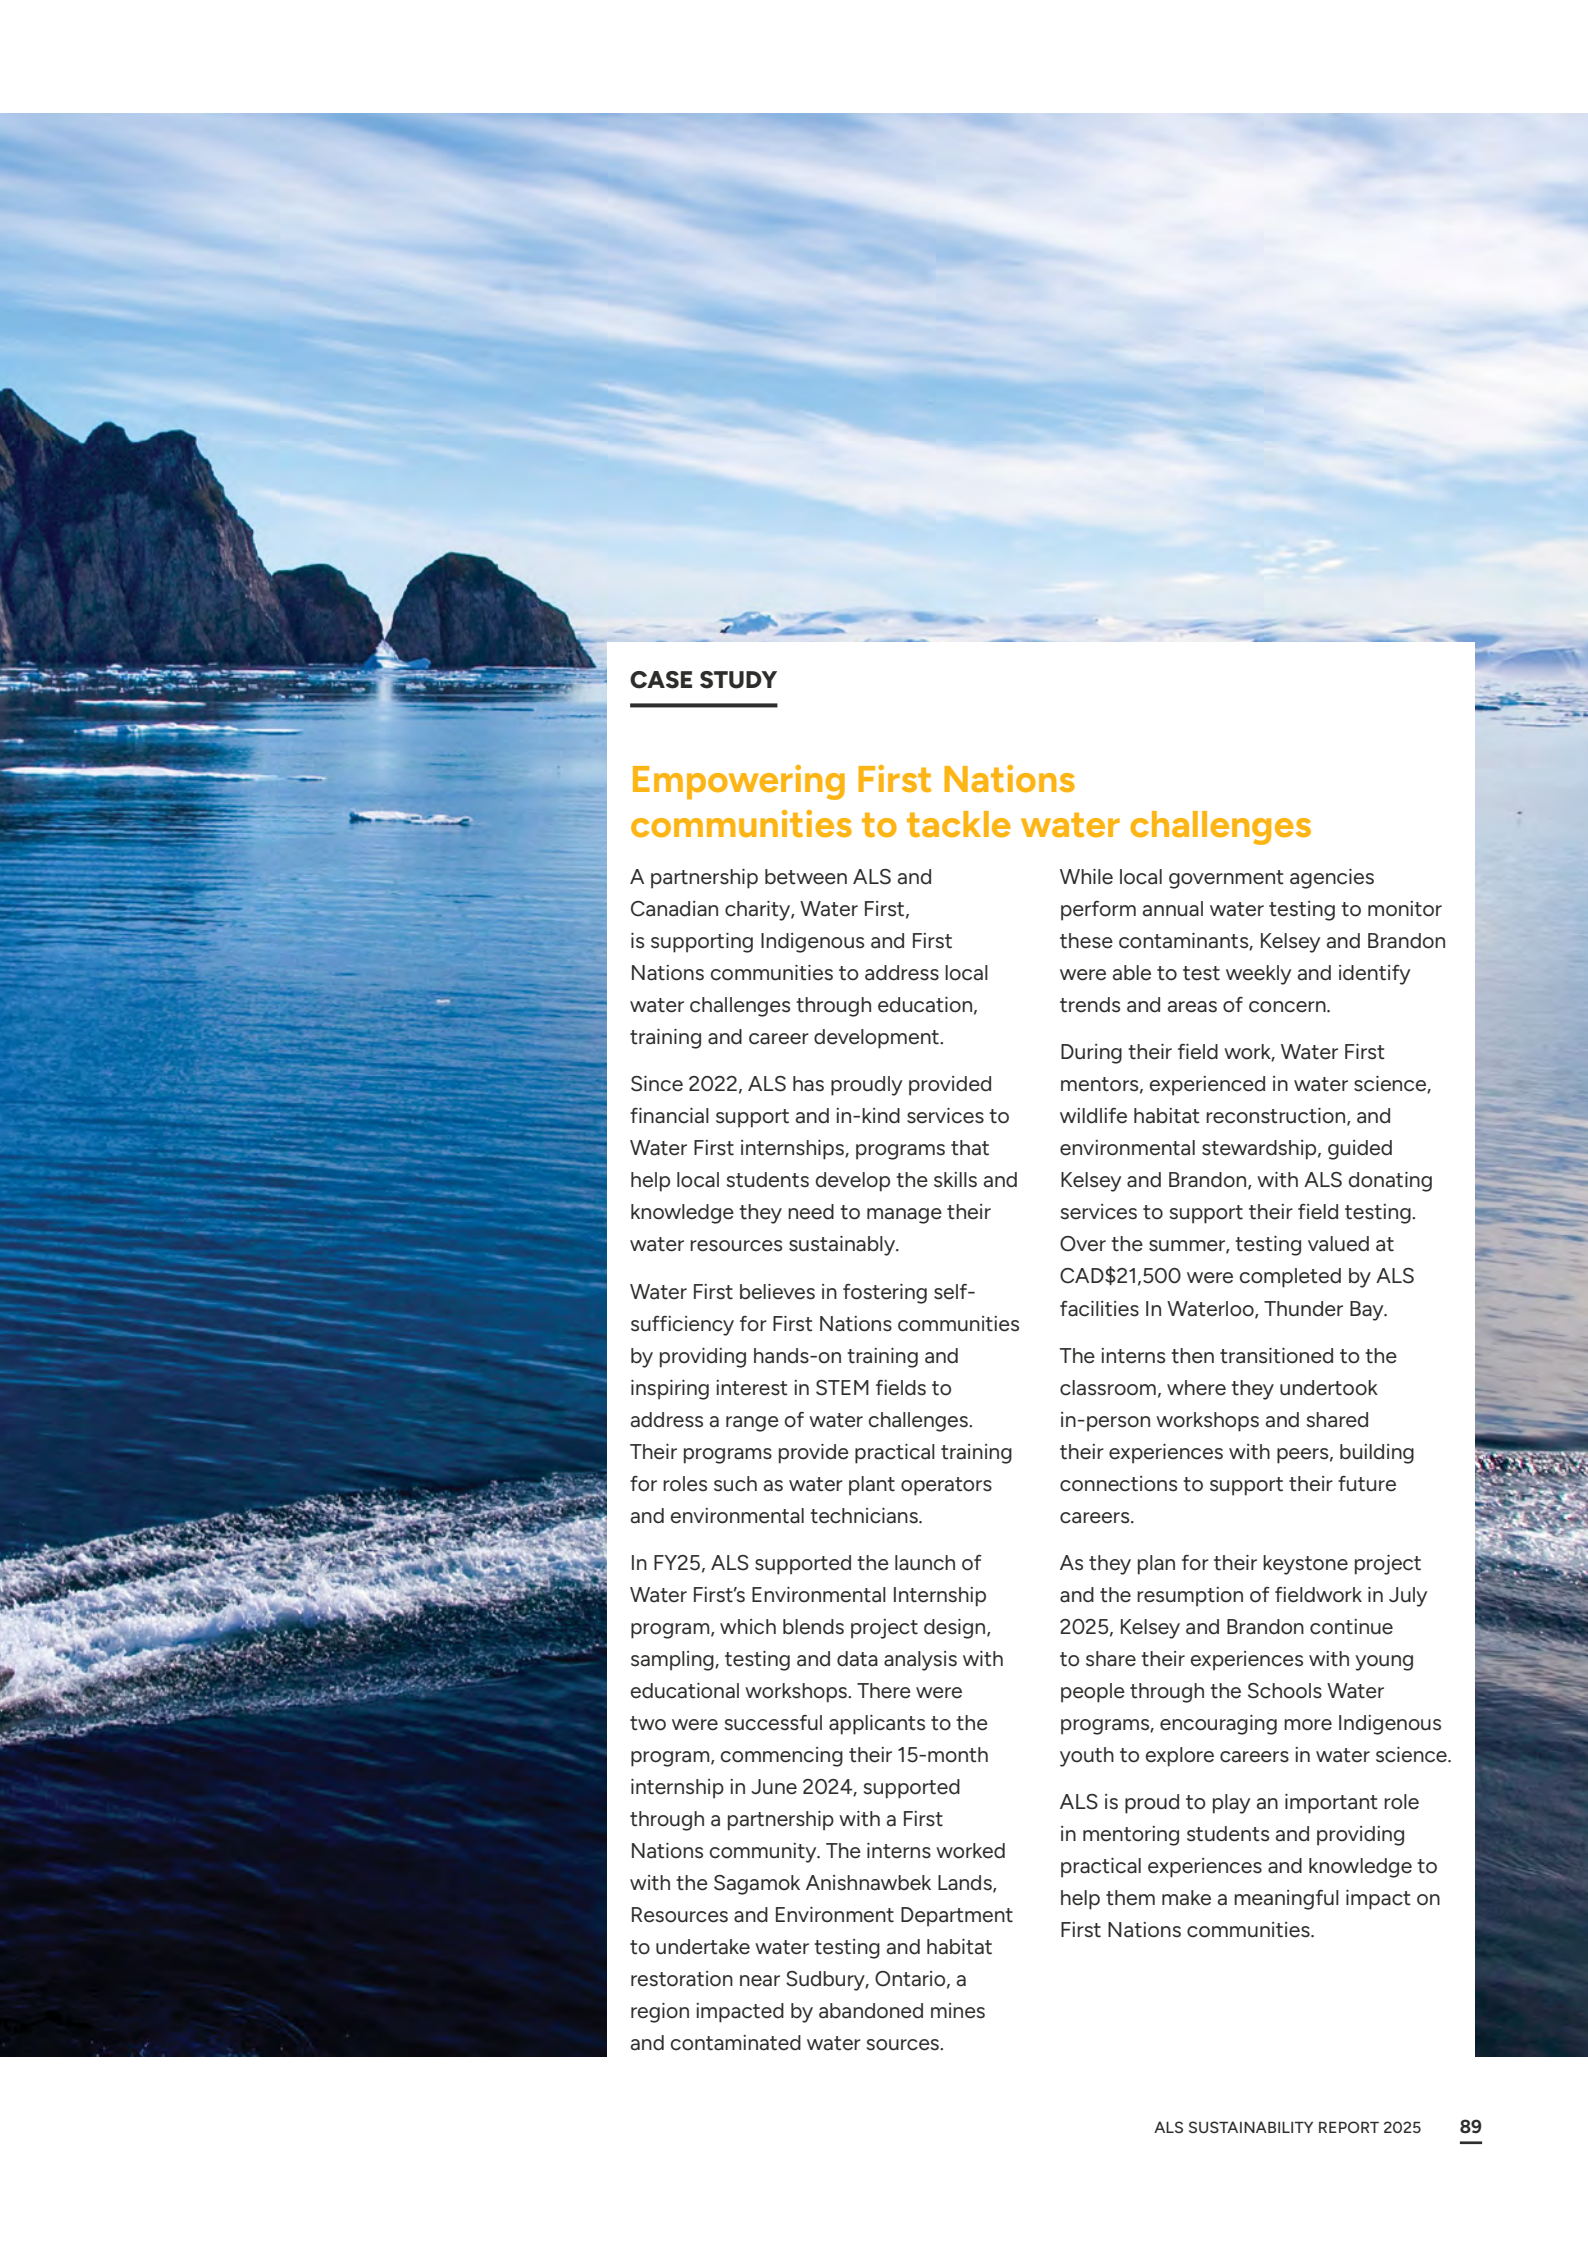 CASE STUDY
Empowering First Nations
communities to tackle water challenges
A partnership between ALS and
Canadian charity, Water First,
is supporting Indigenous and First
Nations communities to address local
water challenges through education,
training and career development.
Since 2022, ALS has proudly provided
financial support and in-kind services to
Water First internships, programs that
help local students develop the skills and
knowledge they need to manage their
water resources sustainably.
Water First believes in fostering self-
sufficiency for First Nations communities
by providing hands-on training and
inspiring interest in STEM fields to
address a range of water challenges.
Their programs provide practical training
for roles such as water plant operators
and environmental technicians.
In FY25, ALS supported the launch of
Water First’s Environmental Internship
program, which blends project design,
sampling, testing and data analysis with
educational workshops. There were
two were successful applicants to the
program, commencing their 15-month
internship in June 2024, supported
through a partnership with a First
Nations community. The interns worked
with the Sagamok Anishnawbek Lands,
Resources and Environment Department
to undertake water testing and habitat
restoration near Sudbury, Ontario, a
region impacted by abandoned mines
and contaminated water sources.
While local government agencies
perform annual water testing to monitor
these contaminants, Kelsey and Brandon
were able to test weekly and identify
trends and areas of concern.
During their field work, Water First
mentors, experienced in water science,
wildlife habitat reconstruction, and
environmental stewardship, guided
Kelsey and Brandon, with ALS donating
services to support their field testing.
Over the summer, testing valued at
CAD$21,500 were completed by ALS
facilities In Waterloo, Thunder Bay.
The interns then transitioned to the
classroom, where they undertook
in-person workshops and shared
their experiences with peers, building
connections to support their future
careers.
As they plan for their keystone project
and the resumption of fieldwork in July
2025, Kelsey and Brandon continue
to share their experiences with young
people through the Schools Water
programs, encouraging more Indigenous
youth to explore careers in water science.
ALS is proud to play an important role
in mentoring students and providing
practical experiences and knowledge to
help them make a meaningful impact on
First Nations communities.
ALS SUSTAINABILITY REPORT 2025 89